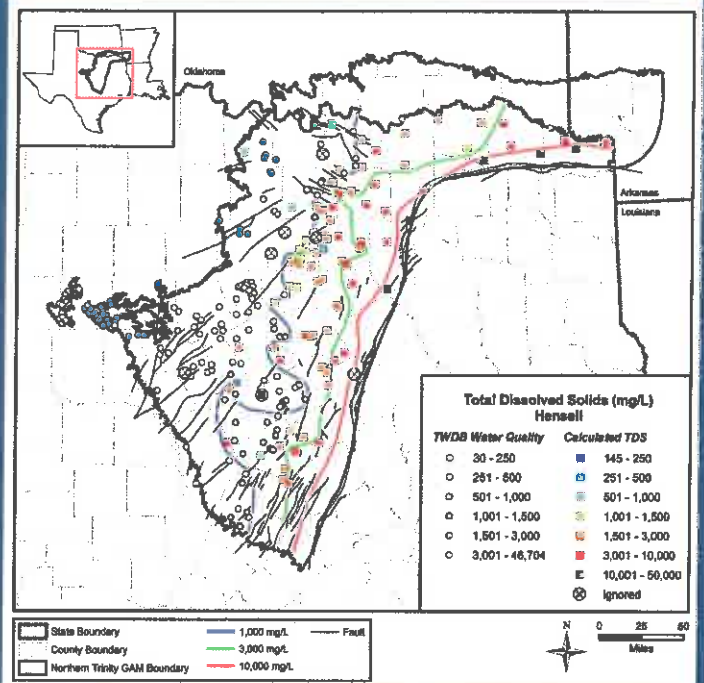 Oklahoma
Arkansas
Louisiana
Total Dissolved Solids (mg/L)
Hensell
TWDB Water Quality
30 - 250
251 - 500
501 - 1,000
1,001 - 1,500
1,501 - 3,000
3,001 - 46,704
Calculated TDS
145 - 250
251 - 500
501 - 1,000
1,001 - 1,500
1,501 - 3,000
3,001 - 10,000
10,001 - 50,000
Ignored
State Boundary
County Boundary
Northern Trinity GAM Boundary
1,000 mg/L
3,000 mg/L
10,000 mg/L
Fault
N
0 25 50
Miles